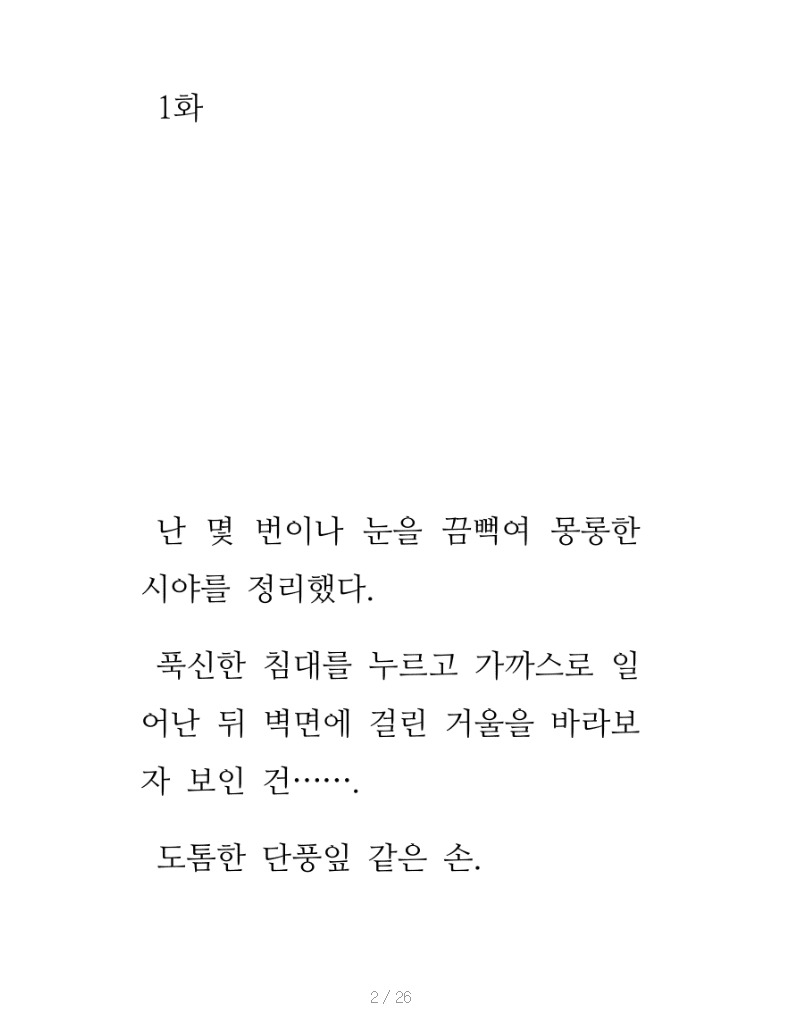 1화
난 몇 번이나 눈을 끔뻑여 몽롱한
시야를 정리했다.
푹신한 침대를 누르고 가까스로 일
어난 뒤 벽면에 걸린 거울을 바라보
자 보인 건…….
도톰한 단풍잎 같은 손.
2 / 26